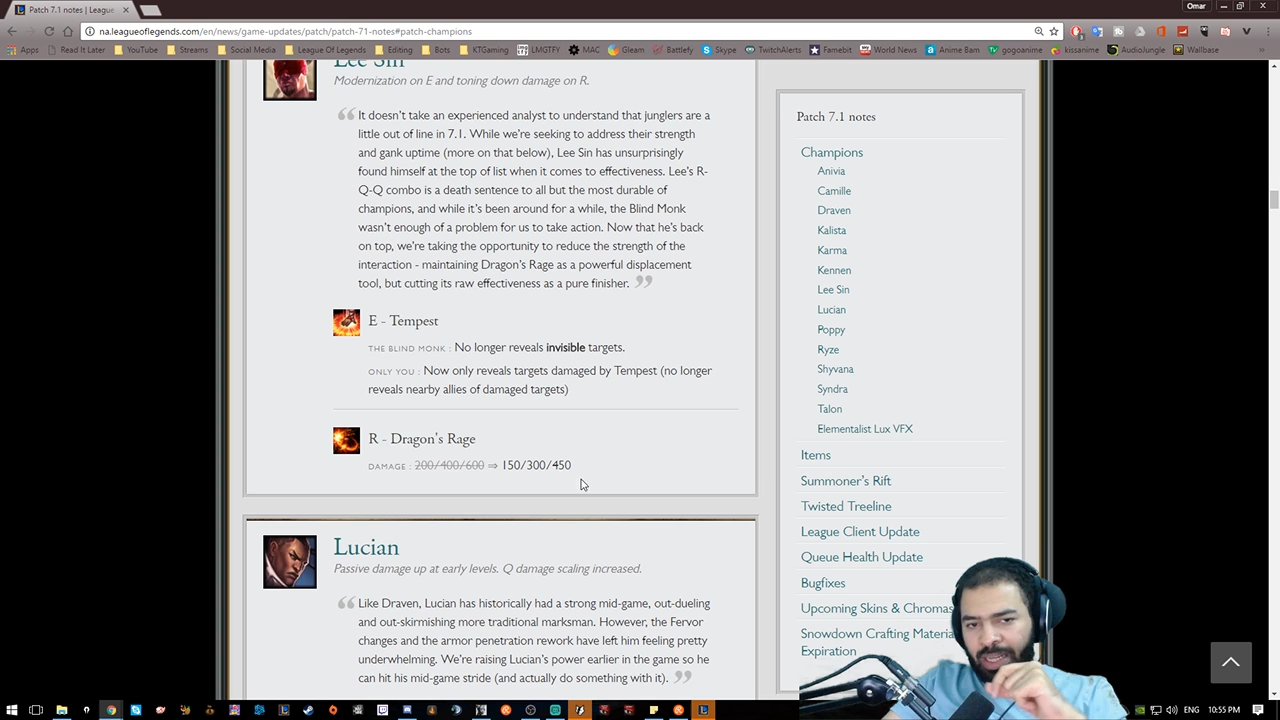 Patch 7.1 notes | League
Omar
na.leagueoflegends.com/en/news/game-updates/patch/patch-71-notes#patch-champions
Apps Read It Later YouTube Streams Social Media League Of Legends Editing Bots KTGaming LMGTFY MAC Gleam Battlefy Skype TwitchAlerts Famebit World News Anime Bam gogoanime kissanime AudioJungle Wallbase
Lee Sin
Modernization on E and toning down damage on R.
It doesn't take an experienced analyst to understand that junglers are a
little out of line in 7.1. While we're seeking to address their strength
and gank uptime (more on that below), Lee Sin has unsurprisingly
found himself at the top of list when it comes to effectiveness. Lee's R-
Q-Q combo is a death sentence to all but the most durable of
champions, and while it's been around for a while, the Blind Monk
wasn't enough of a problem for us to take action. Now that he's back
on top, we're taking the opportunity to reduce the strength of the
interaction - maintaining Dragon's Rage as a powerful displacement
tool, but cutting its raw effectiveness as a pure finisher.
E - Tempest
THE BLIND MONK : No longer reveals invisible targets.
ONLY YOU : Now only reveals targets damaged by Tempest (no longer
reveals nearby allies of damaged targets)
R - Dragon's Rage
DAMAGE : 200/400/600 ⇒ 150/300/450
Lucian
Passive damage up at early levels. Q damage scaling increased.
Like Draven, Lucian has historically had a strong mid-game, out-dueling
and out-skirmishing more traditional marksman. However, the Fervor
changes and the armor penetration rework have left him feeling pretty
underwhelming. We're raising Lucian's power earlier in the game so he
can hit his mid-game stride (and actually do something with it).
Patch 7.1 notes
Champions
Anivia
Camille
Draven
Kalista
Karma
Kennen
Lee Sin
Lucian
Poppy
Ryze
Shyvana
Syndra
Talon
Elementalist Lux VFX
Items
Summoner's Rift
Twisted Treeline
League Client Update
Queue Health Update
Bugfixes
Upcoming Skins & Chromas
Snowdown Crafting Materia
Expiration
ENG 10:55 PM